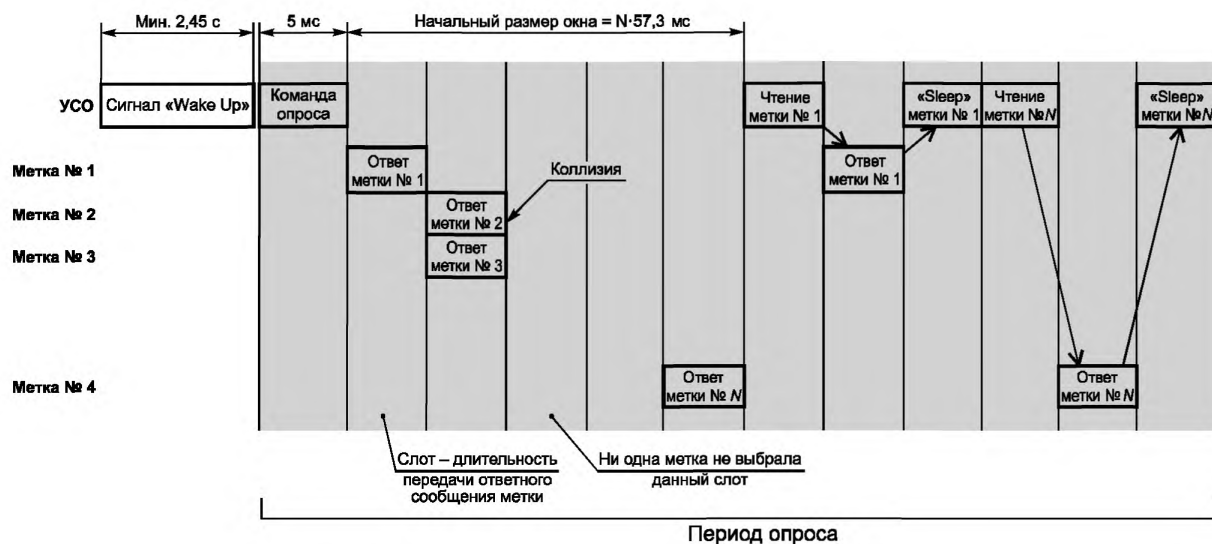 Мин. 2,45 с
5 мс
Начальный размер окна = N·57,3 мс
УСО
Сигнал «Wake Up»
Команда
опроса
Чтение
метки № 1
«Sleep»
метки № 1
Чтение
метки №N
«Sleep»
метки №N
Метка № 1
Ответ
метки № 1
Коллизия
Ответ
метки № 1
Метка № 2
Ответ
метки № 2
Метка № 3
Ответ
метки № 3
Метка № 4
Ответ
метки № N
Ответ
метки № N
Слот – длительность
передачи ответного
сообщения метки
Ни одна метка не выбрала
данный слот
Период опроса